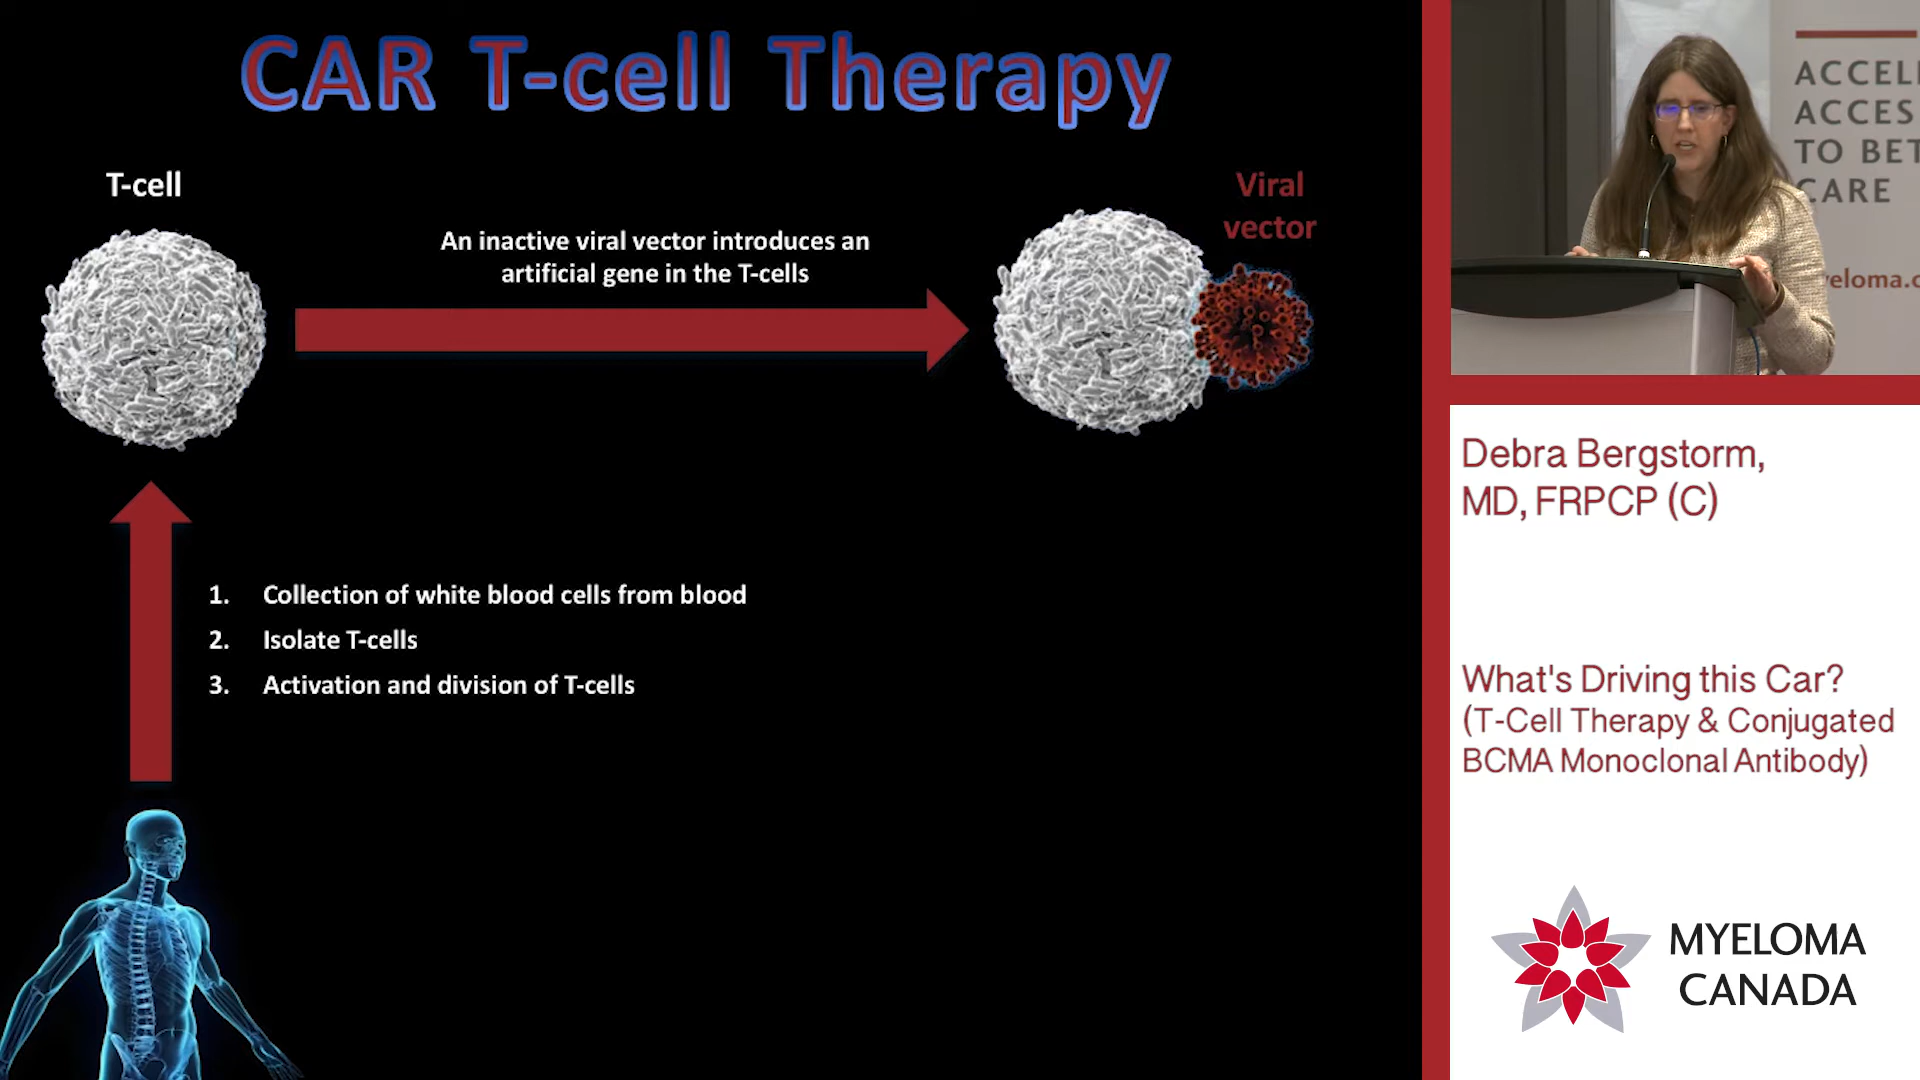 CAR T-cell Therapy
T-cell
An inactive viral vector introduces an
artificial gene in the T-cells
Viral
vector
1. Collection of white blood cells from blood
2. Isolate T-cells
3. Activation and division of T-cells
ACCEL
ACCES
TO BET
CARE
yeloma.c
Debra Bergstorm,
MD, FRPCP (C)
What's Driving this Car?
(T-Cell Therapy & Conjugated
BCMA Monoclonal Antibody)
MYELOMA
CANADA